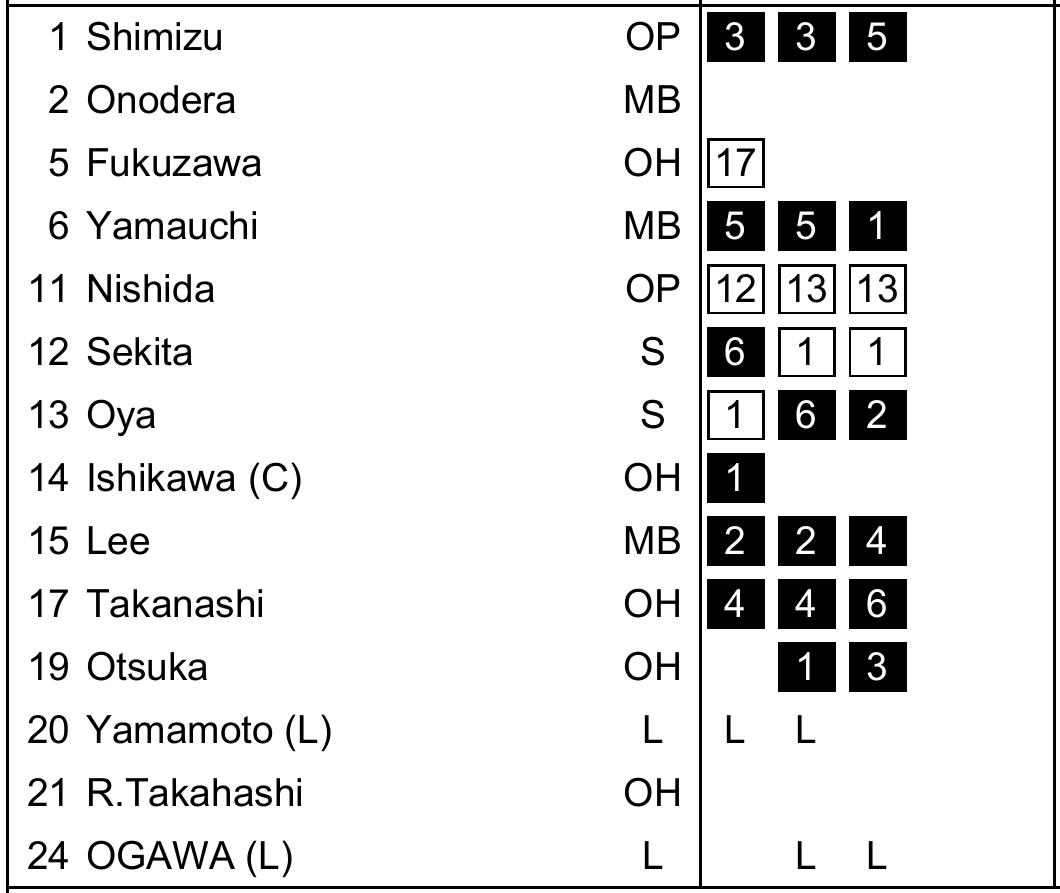 1 Shimizu OP 3 3 5
2 Onodera MB
5 Fukuzawa OH 17
6 Yamauchi MB 5 5 1
11 Nishida OP 12 13 13
12 Sekita S 6 1 1
13 Oya S 1 6 2
14 Ishikawa (C) OH 1
15 Lee MB 2 2 4
17 Takanashi OH 4 4 6
19 Otsuka OH 1 3
20 Yamamoto (L) L L L
21 R.Takahashi OH
24 OGAWA (L) L L L